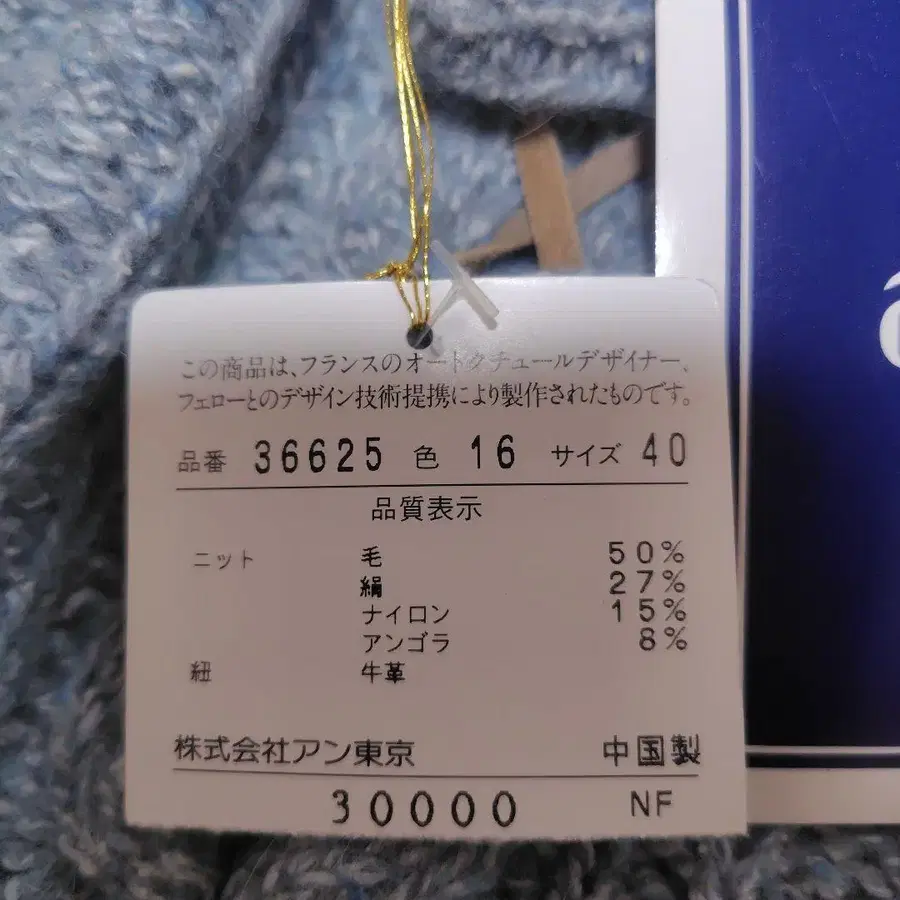 この商品は、フランスのオートクチュールデザイナー、
フェローとのデザイン技術提携により製作されたものです。
品番 36625 色 16 サイズ 40
品質表示
ニット 毛 50%
絹 27%
ナイロン 15%
アンゴラ 8%
紐 牛革
株式会社アン東京 中国製
30000 NF